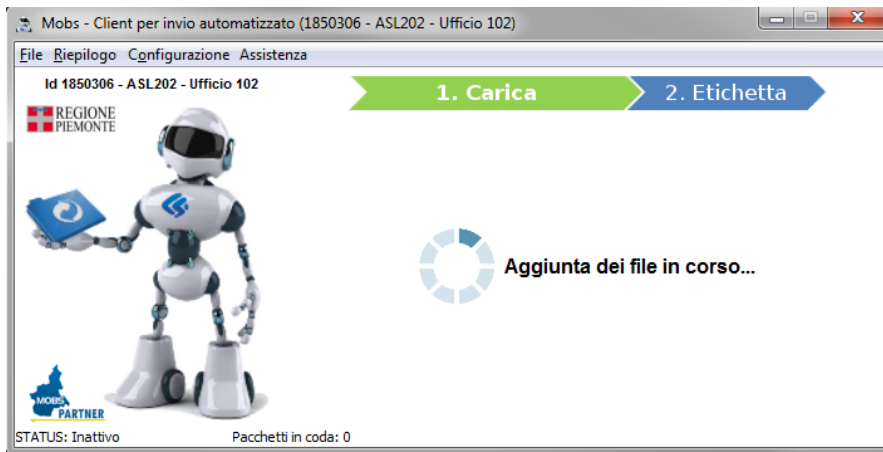 Mobs - Client per invio automatizzato (1850306 - ASL202 - Ufficio 102)
File Riepilogo Configurazione Assistenza
Id 1850306 - ASL202 - Ufficio 102
1. Carica
2. Etichetta
REGIONE
PIEMONTE
Aggiunta dei file in corso...
MOBS
PARTNER
STATUS: Inattivo
Pacchetti in coda: 0